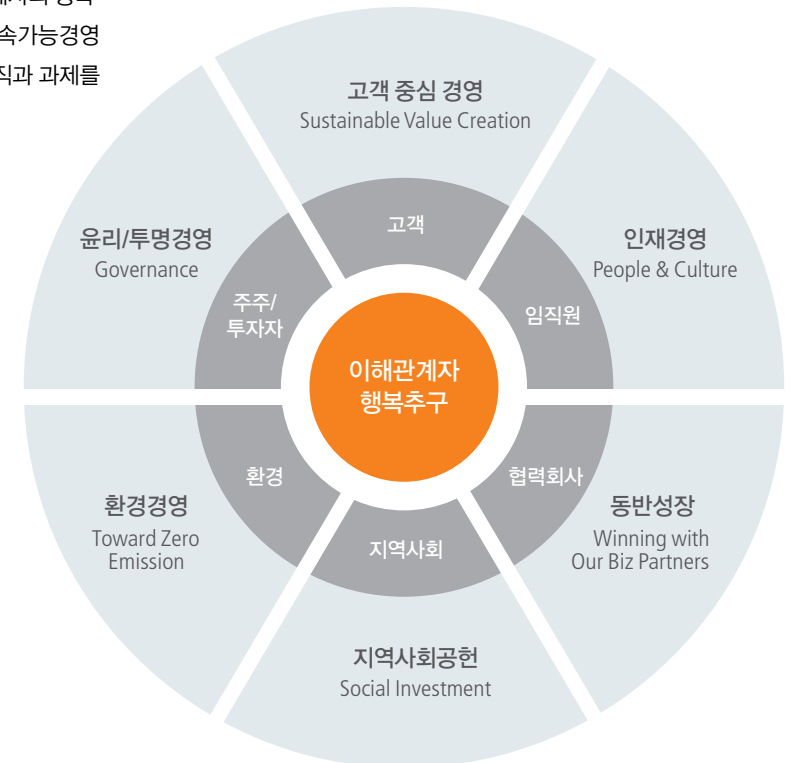 속가능경영
직과 과제를
고객 중심 경영
Sustainable Value Creation
고객
인재경영
People & Culture
임직원
동반성장
Winning with
Our Biz Partners
협력회사
지역사회공헌
Social Investment
지역사회
환경경영
Toward Zero
Emission
환경
윤리/투명경영
Governance
주주/
투자자
이해관계자
행복추구